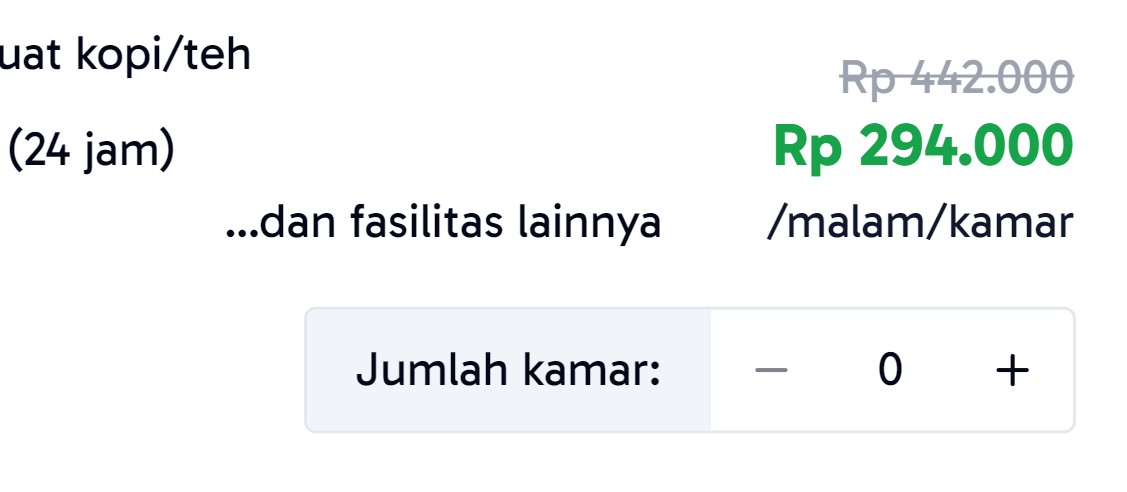 uat kopi/teh
Rp 442.000
(24 jam)
Rp 294.000
...dan fasilitas lainnya
/malam/kamar
Jumlah kamar: − 0 +